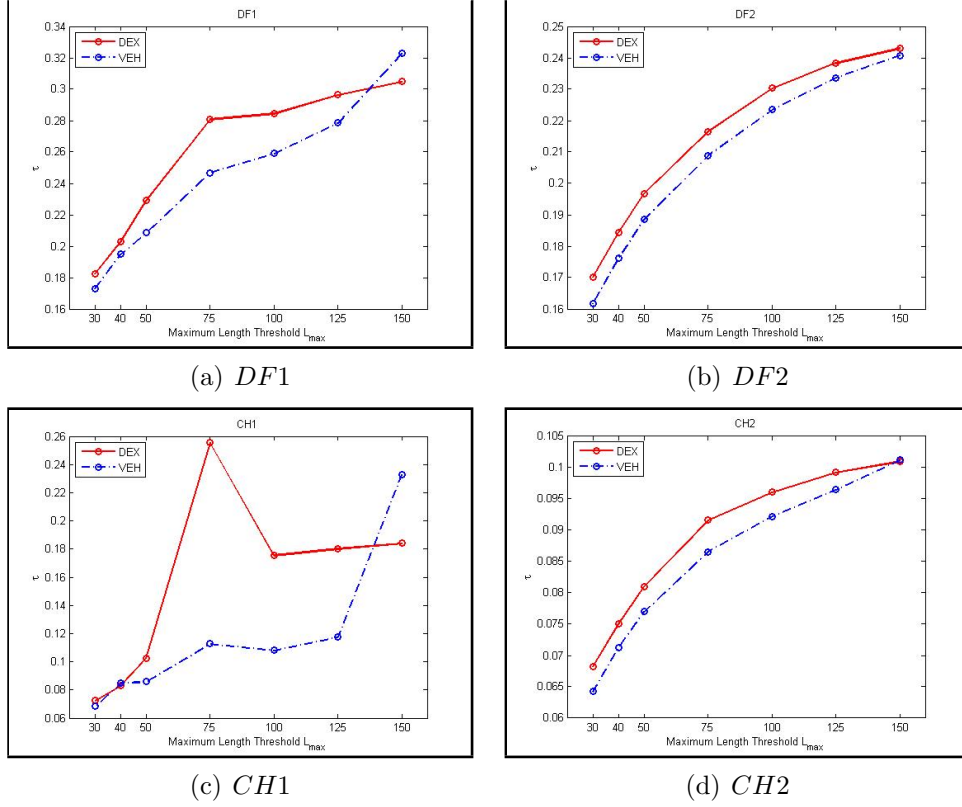 DF1
DEX
VEH
0.34
0.32
0.3
0.28
0.26
0.24
0.22
0.2
0.18
0.16
τ
30 40 50 75 100 125 150
Maximum Length Threshold L_max
(a) DF1
DF2
DEX
VEH
0.25
0.24
0.23
0.22
0.21
0.2
0.19
0.18
0.17
0.16
τ
30 40 50 75 100 125 150
Maximum Length Threshold L_max
(b) DF2
CH1
DEX
VEH
0.26
0.24
0.22
0.2
0.18
0.16
0.14
0.12
0.1
0.08
0.06
τ
30 40 50 75 100 125 150
Maximum Length Threshold L_max
(c) CH1
CH2
DEX
VEH
0.105
0.1
0.095
0.09
0.085
0.08
0.075
0.07
0.065
0.06
τ
30 40 50 75 100 125 150
Maximum Length Threshold L_max
(d) CH2